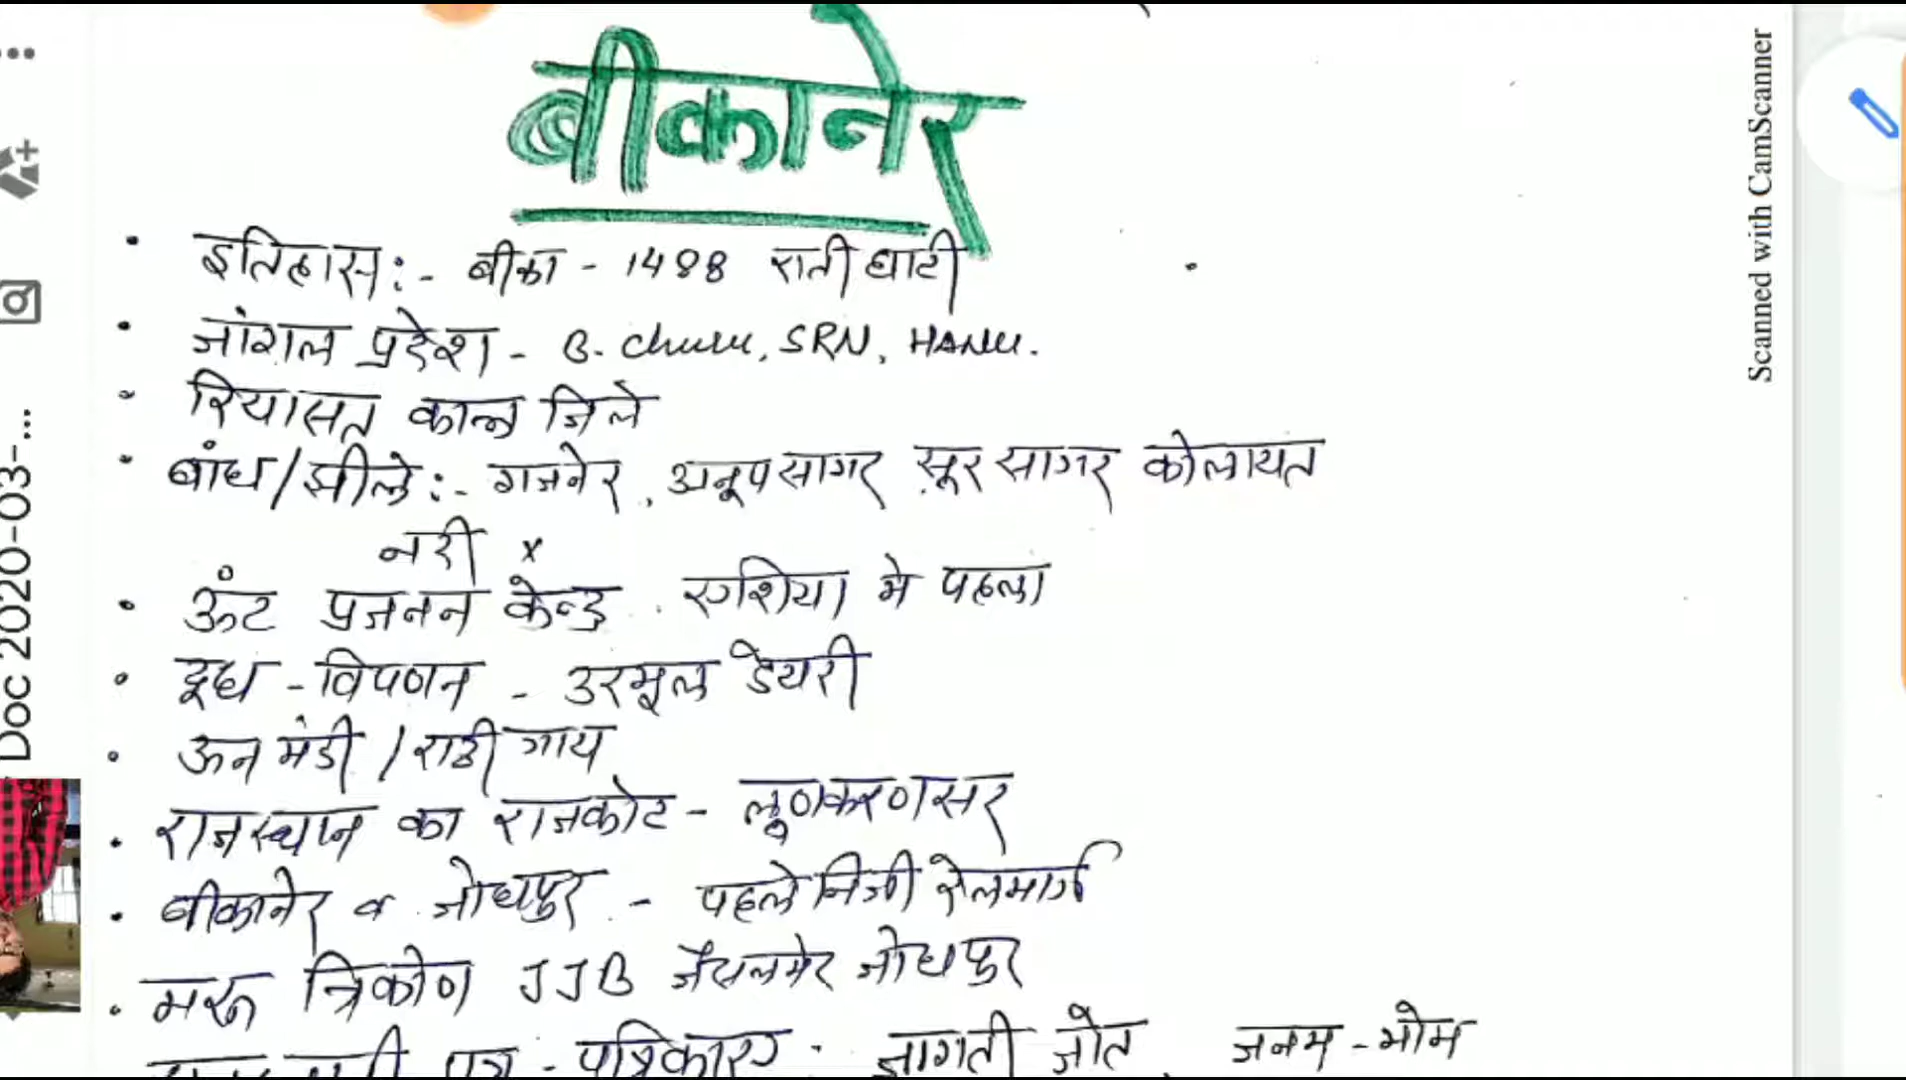 बीकानेर
इतिहास :- बीका - 1488 राती घाटी
जांगल प्रदेश - B. Churu, SRN, HANU.
रियासत काल जिले
बांध/झीले :- गजनेर, अनूपसागर सूरसागर कोलायत
नरी x
ऊँट प्रजनन केन्द्र . एशिया मे पहला
दूध - विपणन - उरमूल डेयरी
ऊन मंडी / राठी गाय
राजस्थान का राजकोट - लूणकरणसर
बीकानेर व जोधपुर - पहले निजी रेलमार्ग
मरू त्रिकोण JJB जैसलमेर जोधपुर
पत्र - पत्रिकाए : जागती जोत, जनम - भोम
Scanned with CamScanner
Doc 2020-03-...